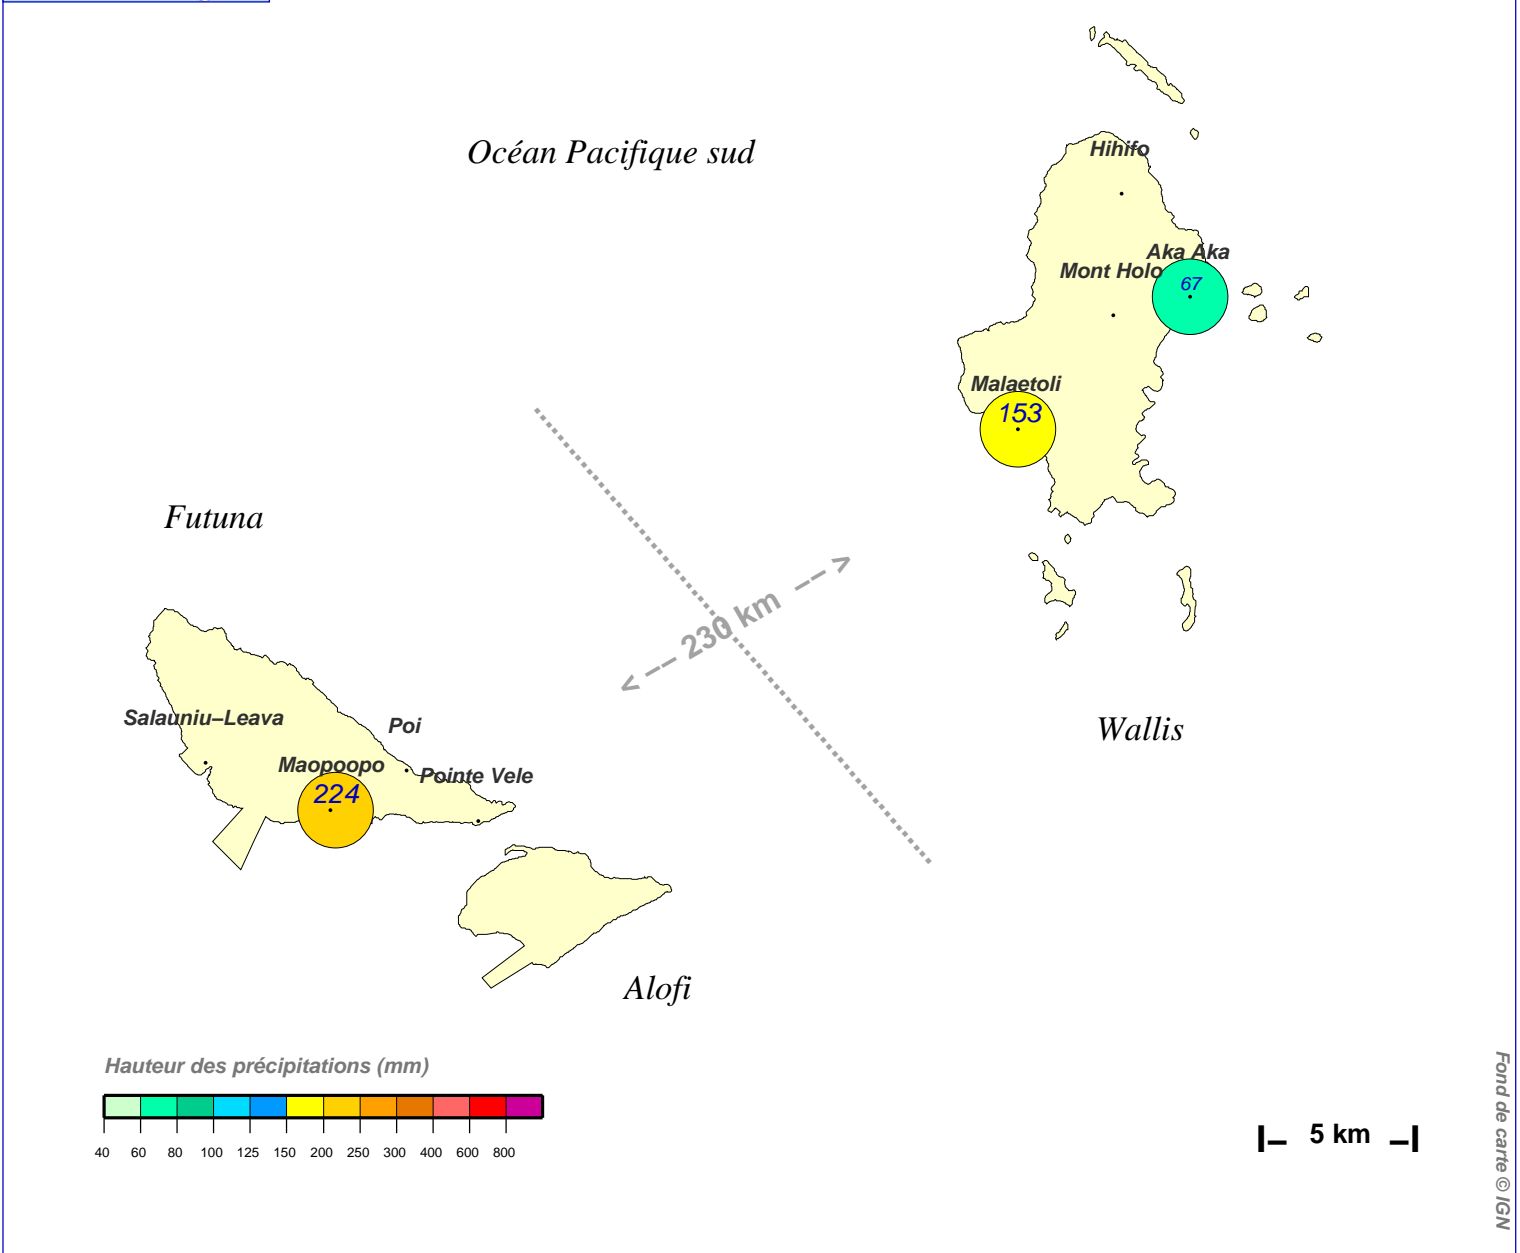 Océan Pacifique sud
Hihifo
Aka Aka
Mont Holo
67
Malaetoli
153
Futuna
230 km
Salauniu–Leava
Poi
Maopoopo
Pointe Vele
224
Wallis
Alofi
Hauteur des précipitations (mm)
40 60 80 100 125 150 200 250 300 400 600 800
5 km
Fond de carte © IGN